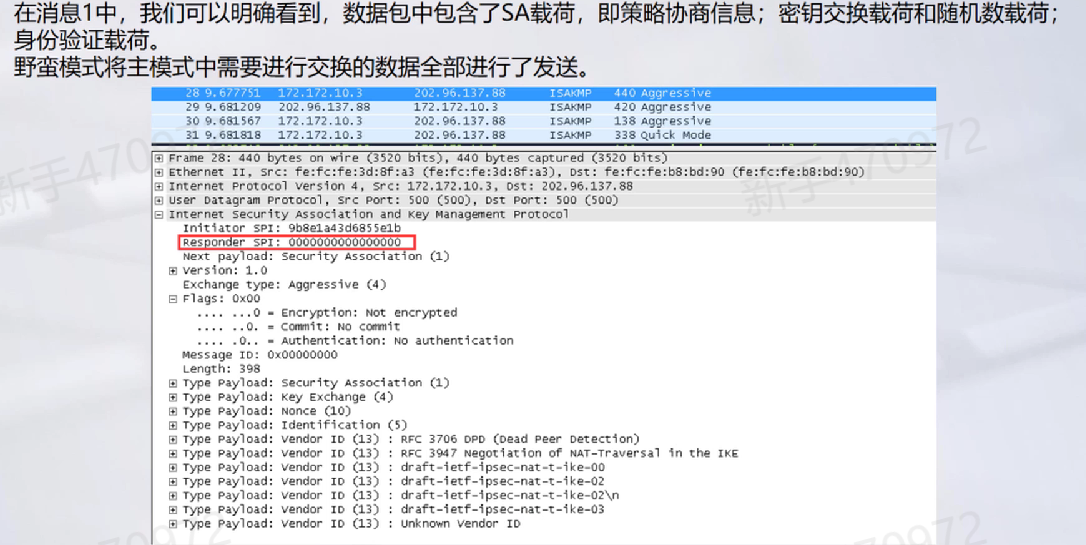 在消息1中，我们可以明确看到，数据包中包含了SA载荷，即策略协商信息；密钥交换载荷和随机数载荷；
身份验证载荷。
野蛮模式将主模式中需要进行交换的数据全部进行了发送。
28 9.677751 172.172.10.3 202.96.137.88 ISAKMP 440 Aggressive
29 9.681209 202.96.137.88 172.172.10.3 ISAKMP 420 Aggressive
30 9.681567 172.172.10.3 202.96.137.88 ISAKMP 138 Aggressive
31 9.681818 172.172.10.3 202.96.137.88 ISAKMP 338 Quick Mode
Frame 28: 440 bytes on wire (3520 bits), 440 bytes captured (3520 bits)
Ethernet II, Src: fe:fc:fe:3d:8f:a3 (fe:fc:fe:3d:8f:a3), Dst: fe:fc:fe:b8:bd:90 (fe:fc:fe:b8:bd:90)
Internet Protocol Version 4, Src: 172.172.10.3, Dst: 202.96.137.88
User Datagram Protocol, Src Port: 500 (500), Dst Port: 500 (500)
Internet Security Association and Key Management Protocol
Initiator SPI: 9b8e1a43d6855e1b
Responder SPI: 0000000000000000
Next payload: Security Association (1)
Version: 1.0
Exchange type: Aggressive (4)
Flags: 0x00
.... ...0 = Encryption: Not encrypted
.... ..0. = Commit: No commit
.... .0.. = Authentication: No authentication
Message ID: 0x00000000
Length: 398
Type Payload: Security Association (1)
Type Payload: Key Exchange (4)
Type Payload: Nonce (10)
Type Payload: Identification (5)
Type Payload: Vendor ID (13) : RFC 3706 DPD (Dead Peer Detection)
Type Payload: Vendor ID (13) : RFC 3947 Negotiation of NAT-Traversal in the IKE
Type Payload: Vendor ID (13) : draft-ietf-ipsec-nat-t-ike-00
Type Payload: Vendor ID (13) : draft-ietf-ipsec-nat-t-ike-02
Type Payload: Vendor ID (13) : draft-ietf-ipsec-nat-t-ike-02\n
Type Payload: Vendor ID (13) : draft-ietf-ipsec-nat-t-ike-03
Type Payload: Vendor ID (13) : Unknown Vendor ID
新手470972
新手470972